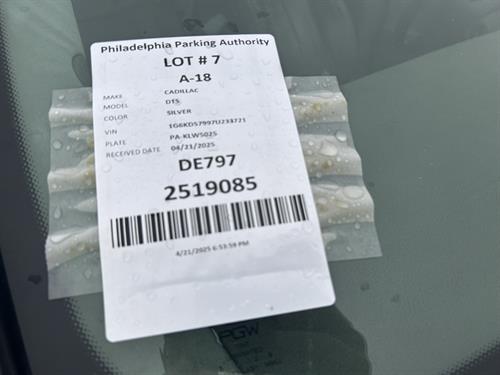 Philadelphia Parking Authority
LOT # 7
A-18
MAKE CADILLAC
MODEL DTS
COLOR SILVER
VIN 1G6KD57997U233721
PLATE PA-KLW5025
RECEIVED DATE 04/21/2025
DE797
2519085
4/21/2025 6:53:59 PM
PGW